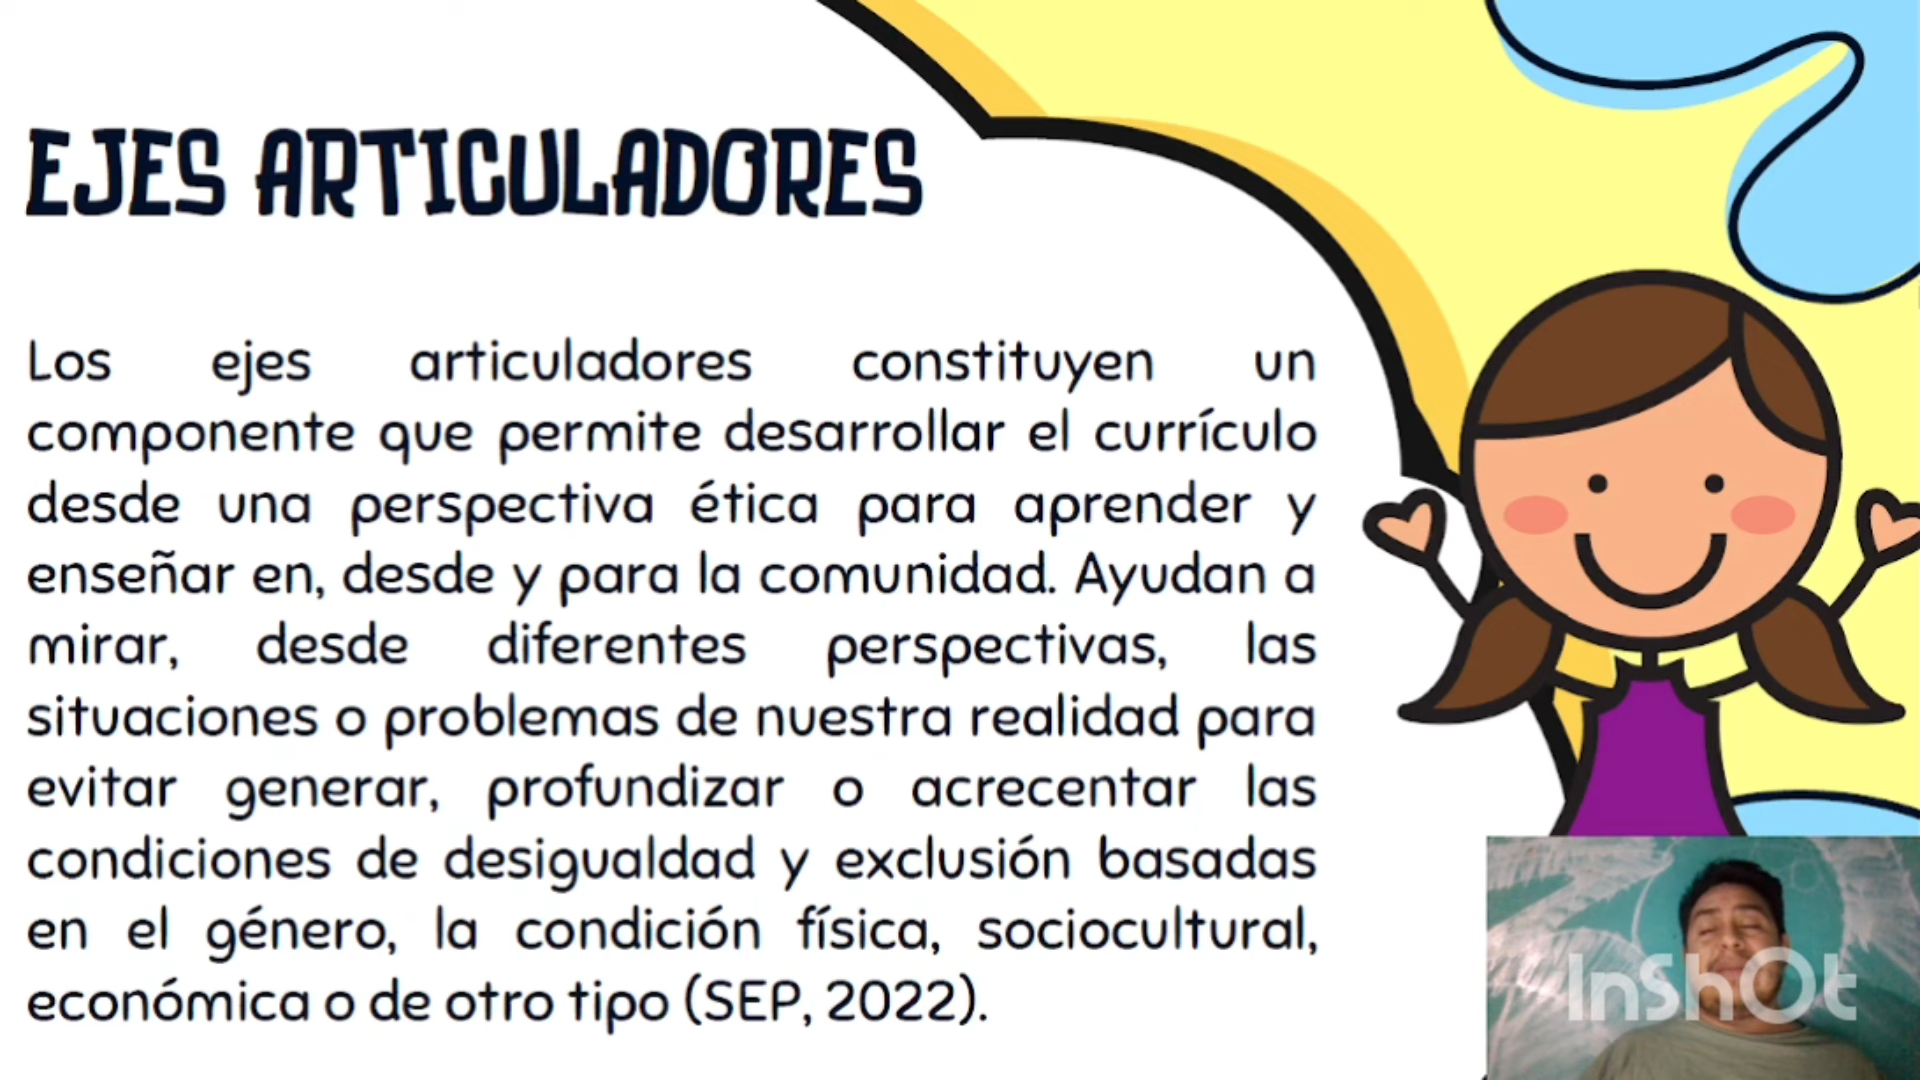 EJES ARTICULADORES
Los ejes articuladores constituyen un
componente que permite desarrollar el currículo
desde una perspectiva ética para aprender y
enseñar en, desde y para la comunidad. Ayudan a
mirar, desde diferentes perspectivas, las
situaciones o problemas de nuestra realidad para
evitar generar, profundizar o acrecentar las
condiciones de desigualdad y exclusión basadas
en el género, la condición física, sociocultural,
económica o de otro tipo (SEP, 2022).
InShOt